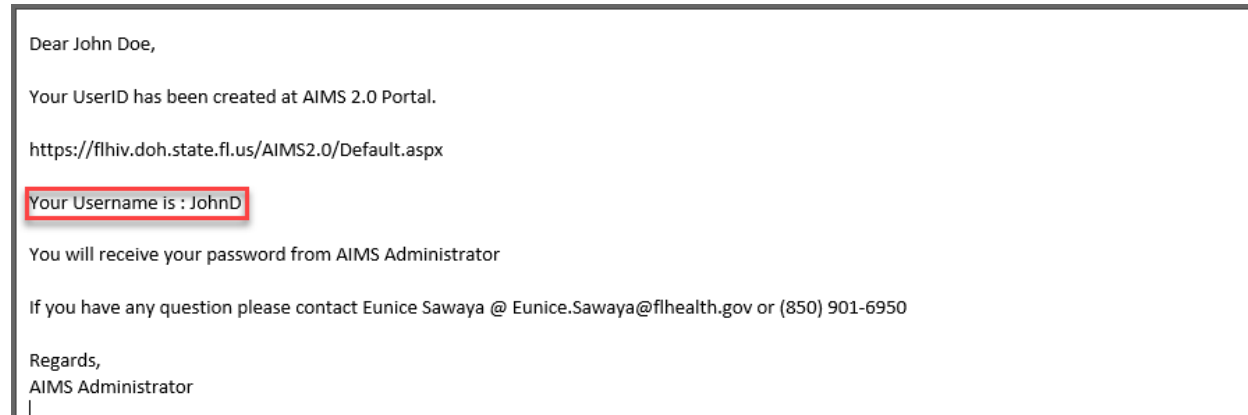 Dear John Doe,
Your UserID has been created at AIMS 2.0 Portal.
https://flhiv.doh.state.fl.us/AIMS2.0/Default.aspx
Your Username is : JohnD
You will receive your password from AIMS Administrator
If you have any question please contact Eunice Sawaya @ Eunice.Sawaya@flhealth.gov or (850) 901-6950
Regards,
AIMS Administrator